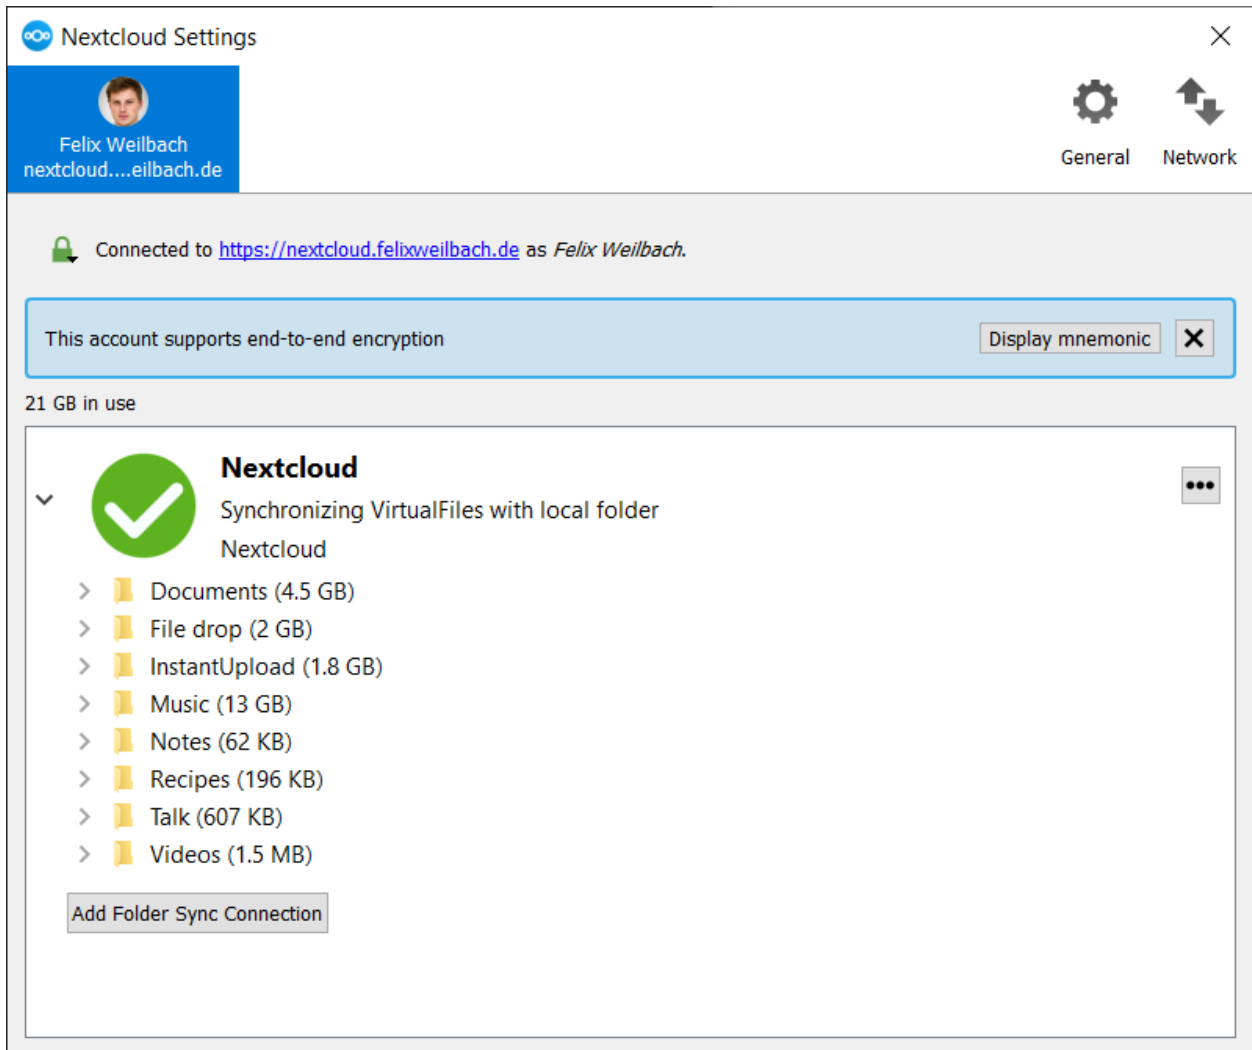 Nextcloud Settings
Felix Weilbach
nextcloud....eilbach.de
General
Network
Connected to https://nextcloud.felixweilbach.de as Felix Weilbach.
This account supports end-to-end encryption
Display mnemonic
21 GB in use
Nextcloud
Synchronizing VirtualFiles with local folder
Nextcloud
Documents (4.5 GB)
File drop (2 GB)
InstantUpload (1.8 GB)
Music (13 GB)
Notes (62 KB)
Recipes (196 KB)
Talk (607 KB)
Videos (1.5 MB)
Add Folder Sync Connection